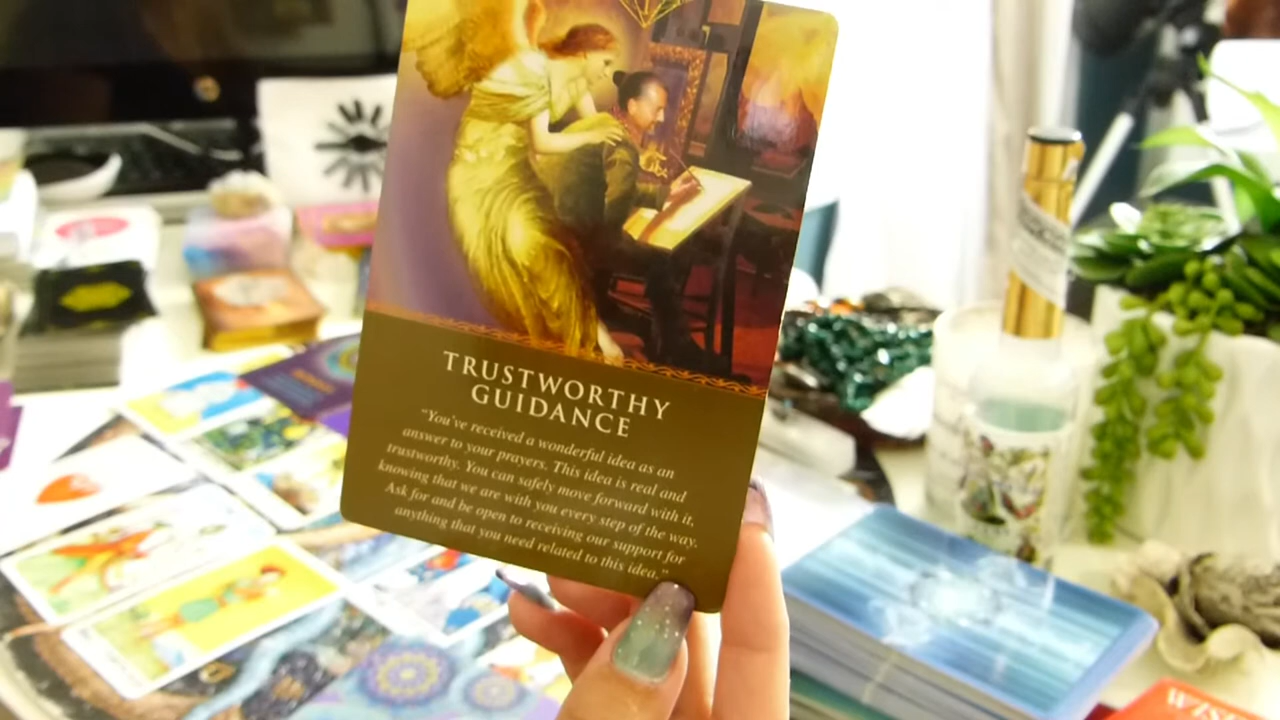 TRUSTWORTHY
GUIDANCE
"You've received a wonderful idea as an
answer to your prayers. This idea is real and
trustworthy. You can safely move forward with it,
knowing that we are with you every step of the way.
Ask for and be open to receiving our support for
anything that you need related to this idea."
WIS